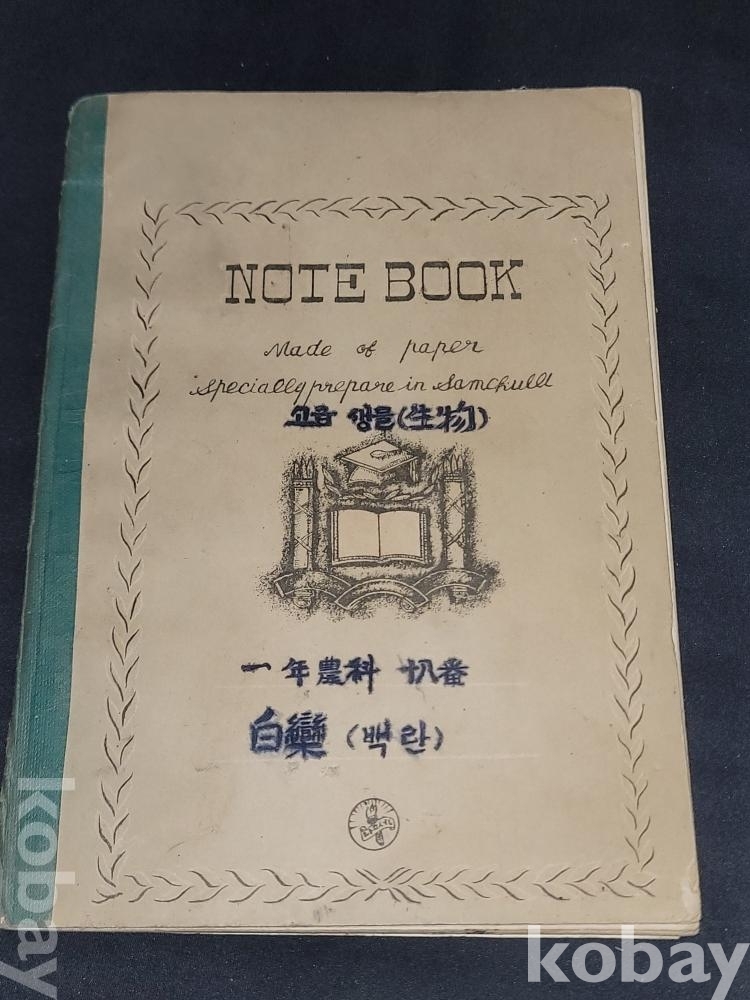 NOTE BOOK
Made of paper
specially prepare in Samchulli
고급 생물(生物)
一年農科 十八番
白欒 (백란)
kobay
kobay